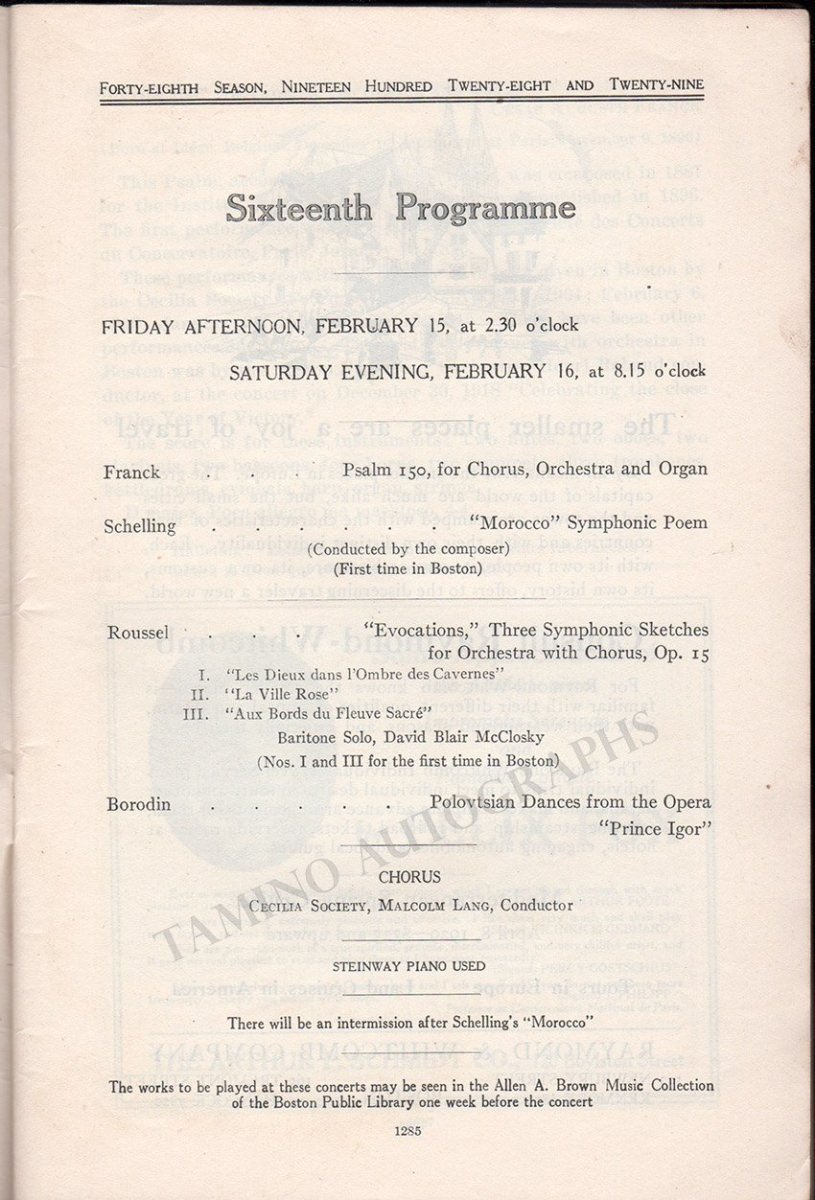 FORTY-EIGHTH SEASON, NINETEEN HUNDRED TWENTY-EIGHT AND TWENTY-NINE
Sixteenth Programme
FRIDAY AFTERNOON, FEBRUARY 15, at 2.30 o'clock
SATURDAY EVENING, FEBRUARY 16, at 8.15 o'clock
Franck . . . Psalm 150, for Chorus, Orchestra and Organ
Schelling . . . . . . "Morocco" Symphonic Poem
(Conducted by the composer)
(First time in Boston)
Roussel . . . "Evocations," Three Symphonic Sketches
for Orchestra with Chorus, Op. 15
I. "Les Dieux dans l'Ombre des Cavernes"
II. "La Ville Rose"
III. "Aux Bords du Fleuve Sacré"
Baritone Solo, David Blair McClosky
(Nos. I and III for the first time in Boston)
Borodin . . . . . Polovtsian Dances from the Opera
"Prince Igor"
TAMINO AUTOGRAPHS
CHORUS
CECILIA SOCIETY, MALCOLM LANG, Conductor
STEINWAY PIANO USED
There will be an intermission after Schelling's "Morocco"
The works to be played at these concerts may be seen in the Allen A. Brown Music Collection
of the Boston Public Library one week before the concert
1285